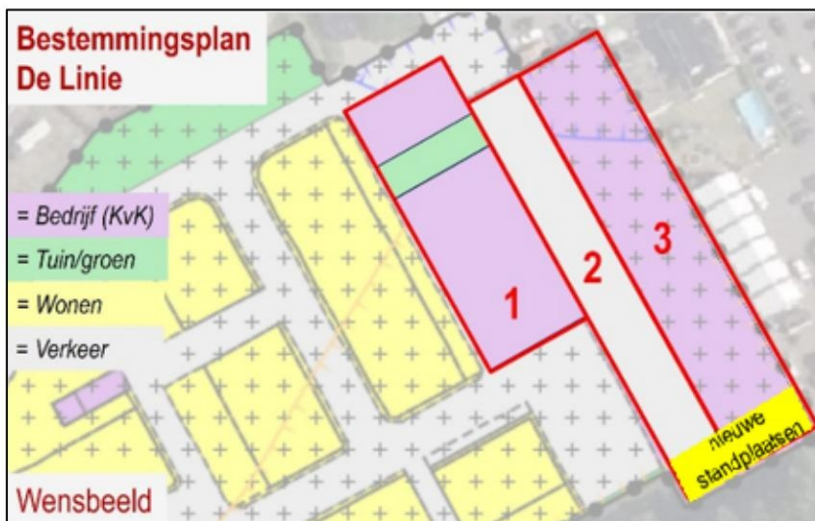 Bestemmingsplan
De Linie
= Bedrijf (KvK)
= Tuin/groen
= Wonen
= Verkeer
1
2
3
nieuwe
standplaatsen
Wensbeeld